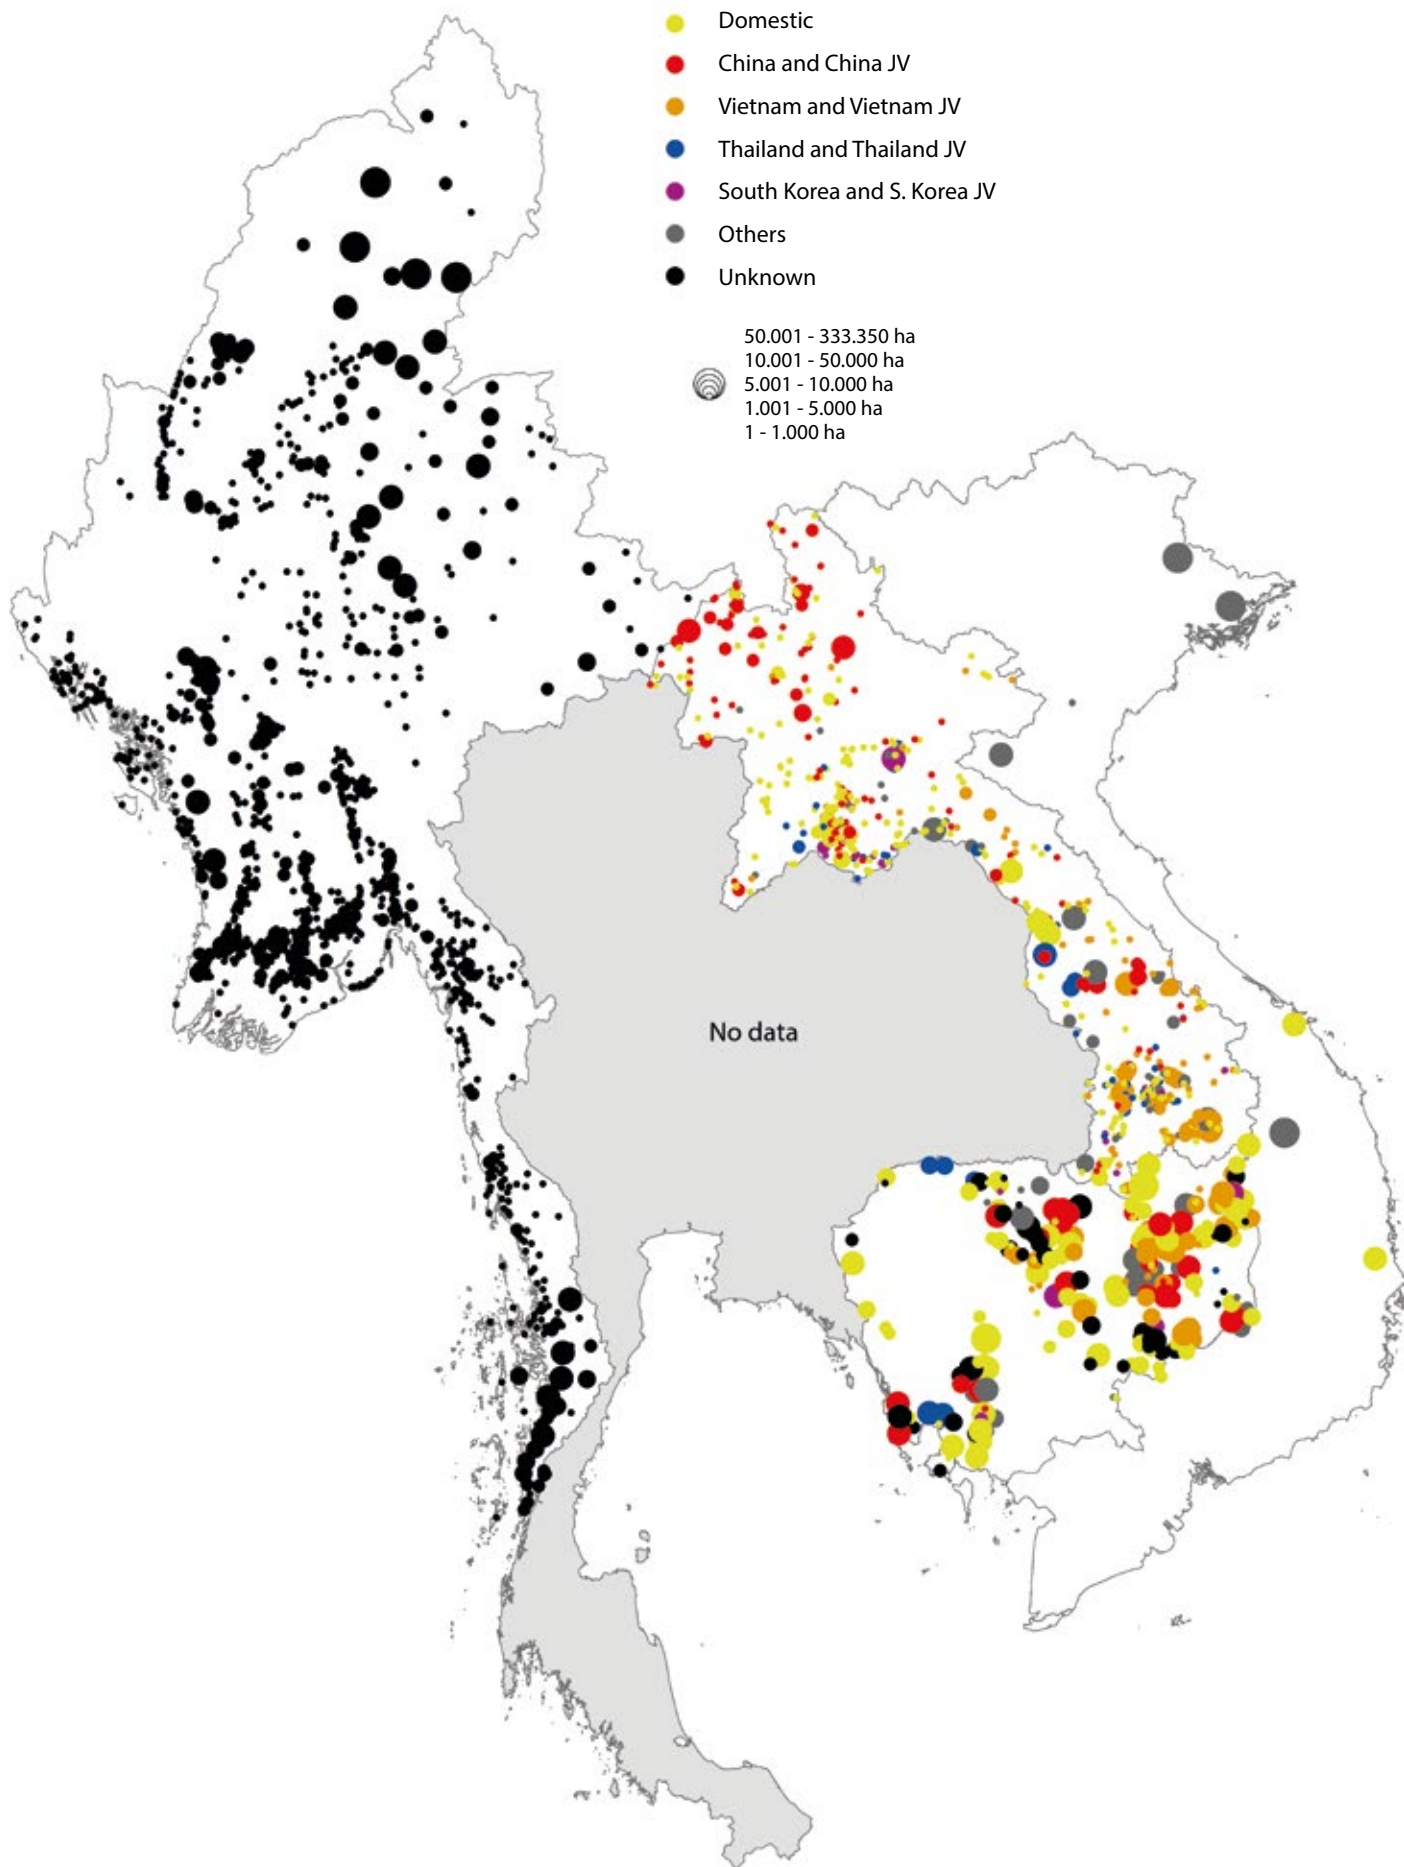 Domestic
China and China JV
Vietnam and Vietnam JV
Thailand and Thailand JV
South Korea and S. Korea JV
Others
Unknown
50.001 - 333.350 ha
10.001 - 50.000 ha
5.001 - 10.000 ha
1.001 - 5.000 ha
1 - 1.000 ha
No data